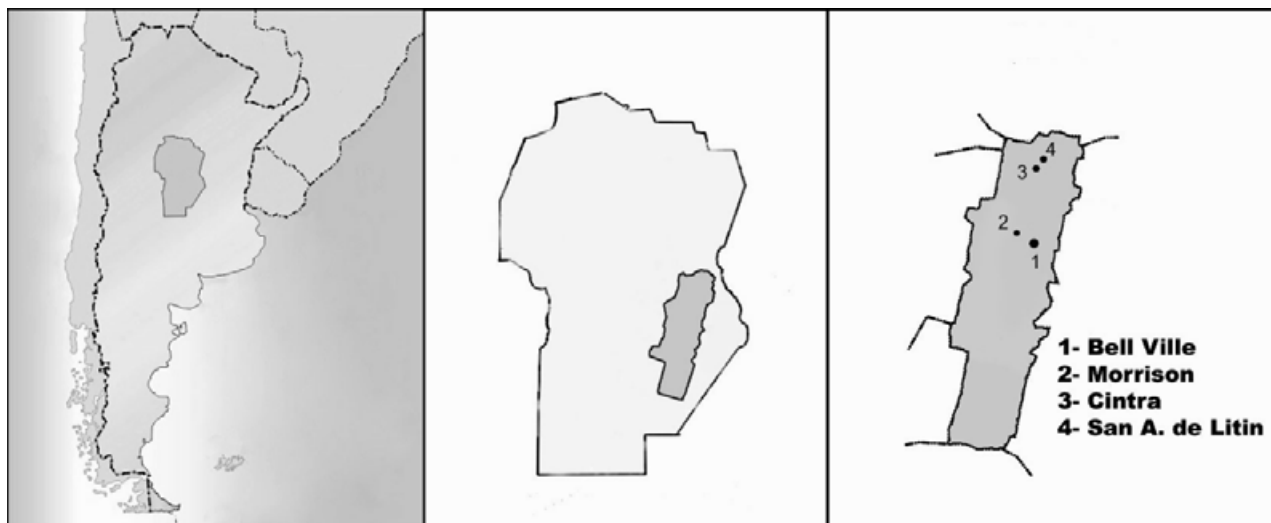 4
3
2
1
1- Bell Ville
2- Morrison
3- Cintra
4- San A. de Litin